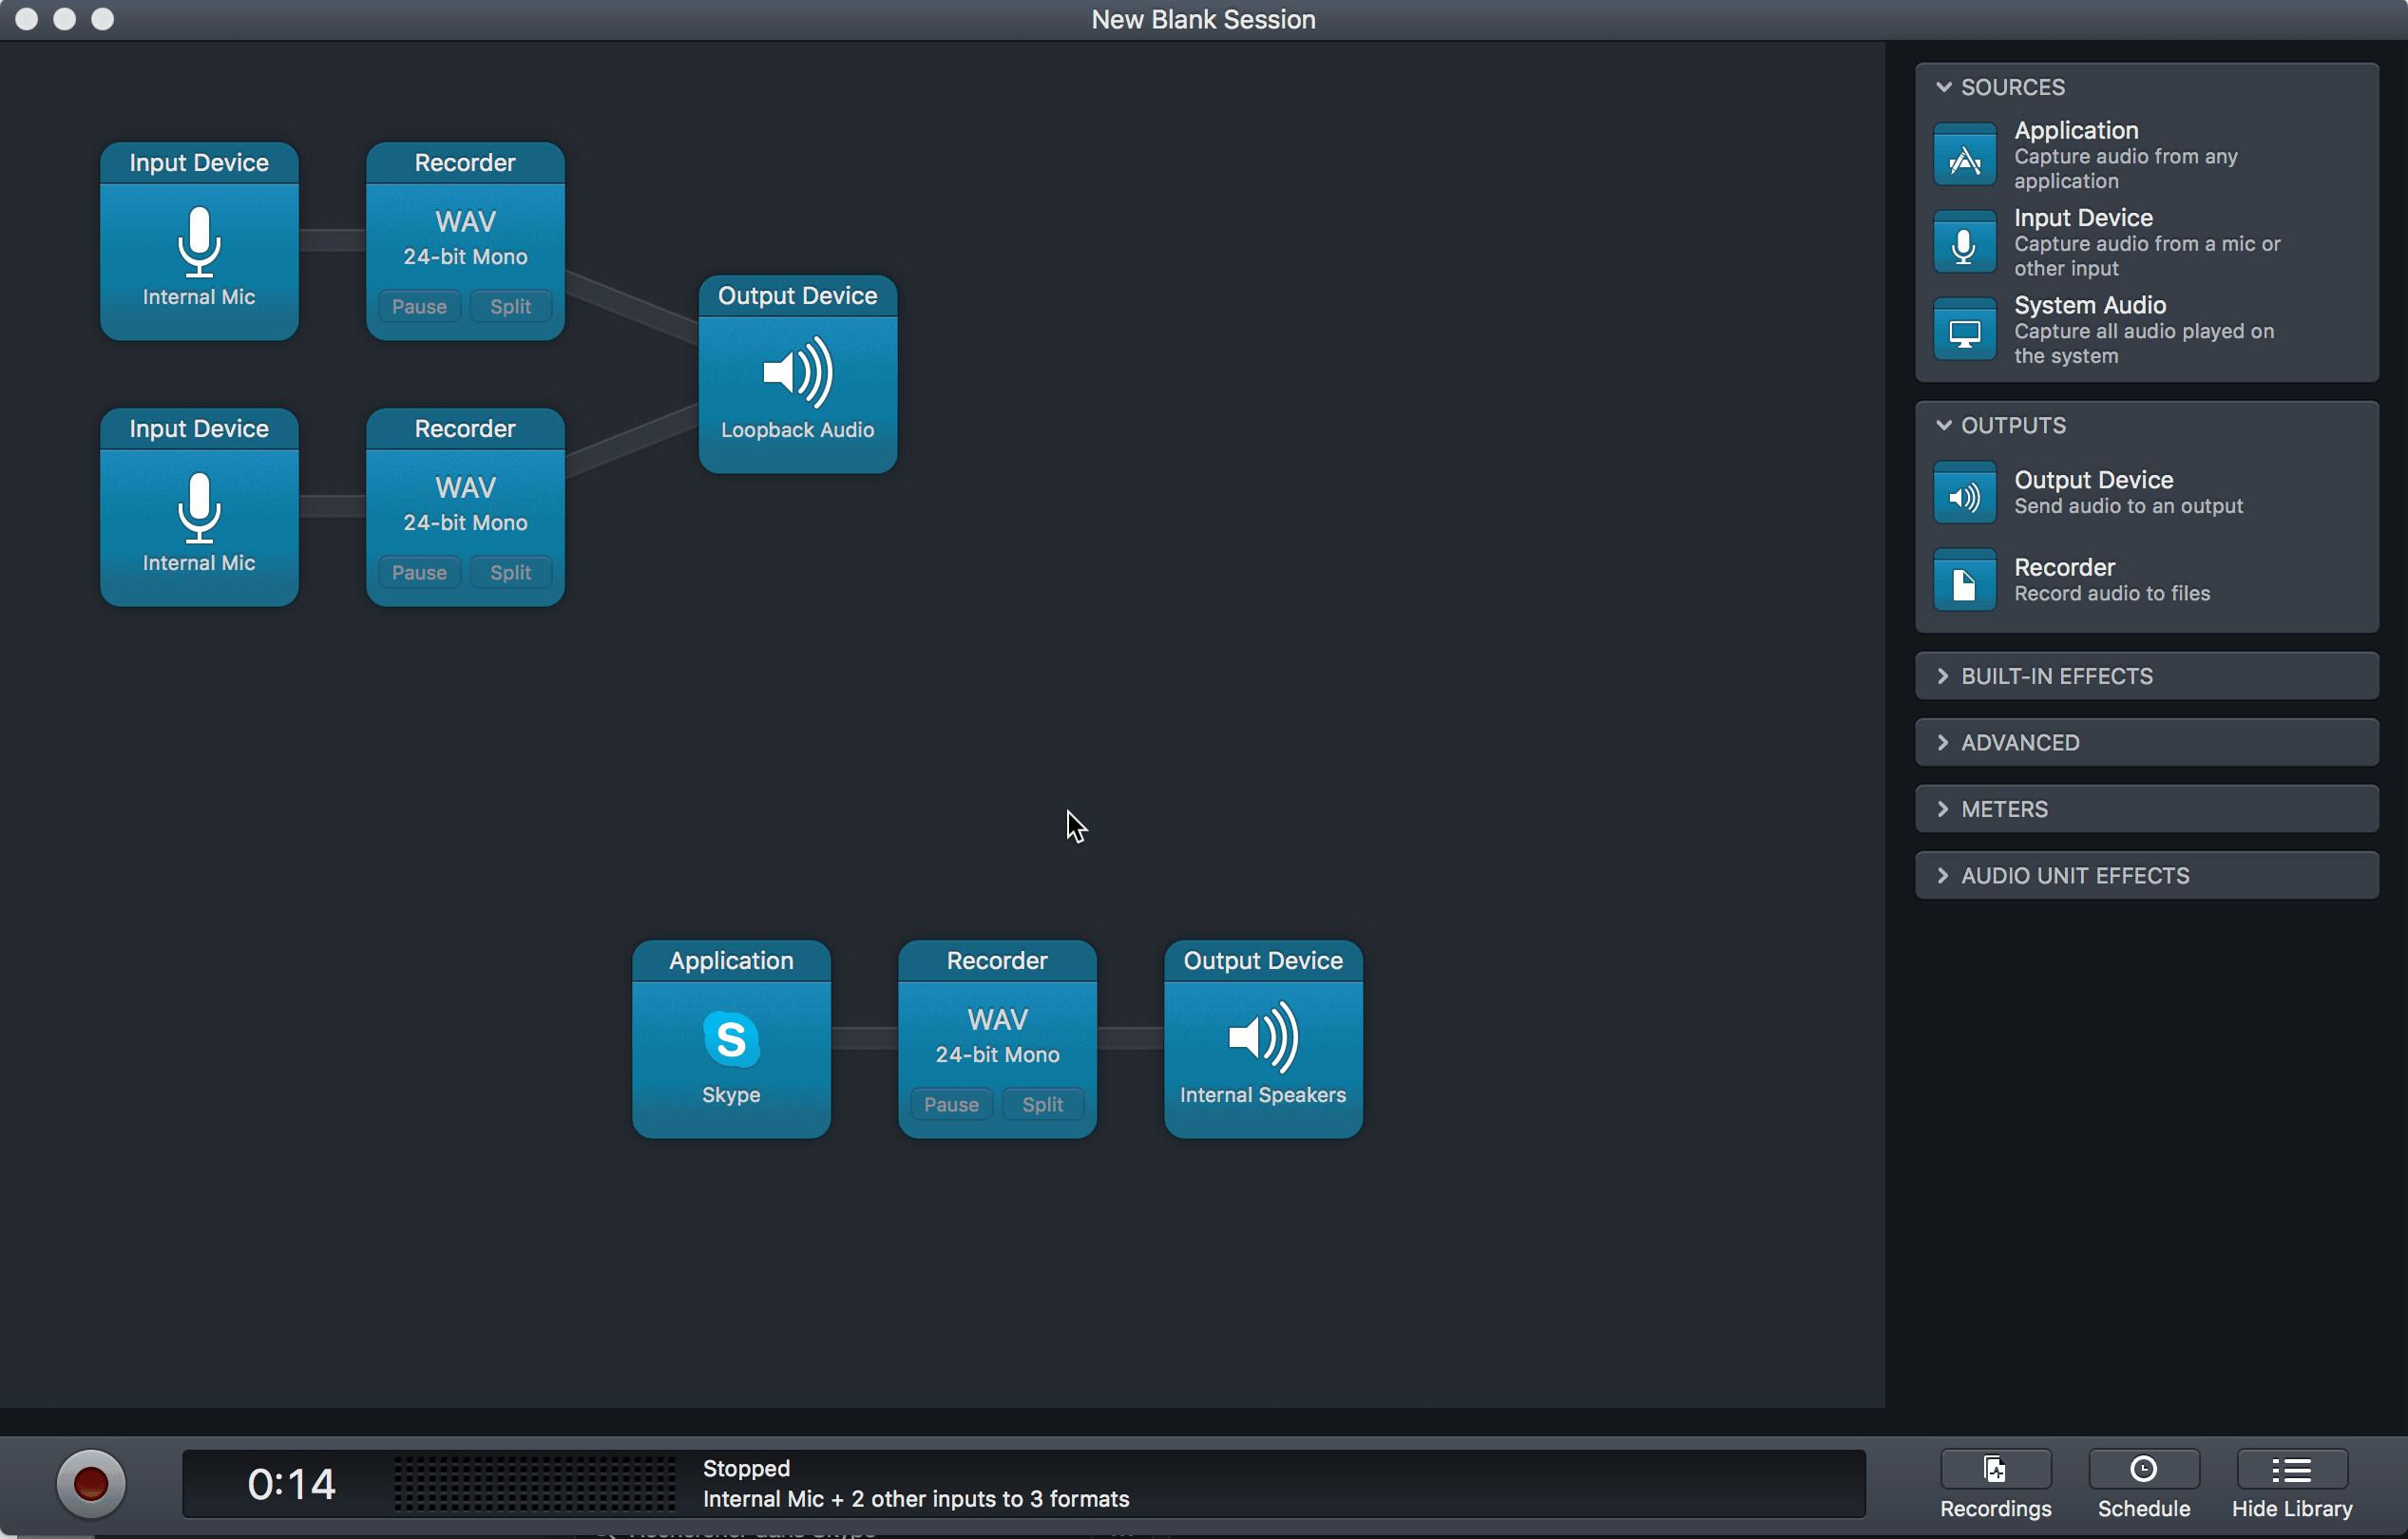 New Blank Session
Input Device
Internal Mic
Recorder
WAV
24-bit Mono
Pause Split
Output Device
Loopback Audio
Input Device
Internal Mic
Recorder
WAV
24-bit Mono
Pause Split
Application
S
Skype
Recorder
WAV
24-bit Mono
Pause Split
Output Device
Internal Speakers
SOURCES
Application
Capture audio from any
application
Input Device
Capture audio from a mic or
other input
System Audio
Capture all audio played on
the system
OUTPUTS
Output Device
Send audio to an output
Recorder
Record audio to files
BUILT-IN EFFECTS
ADVANCED
METERS
AUDIO UNIT EFFECTS
0:14
Stopped
Internal Mic + 2 other inputs to 3 formats
Recordings
Schedule
Hide Library